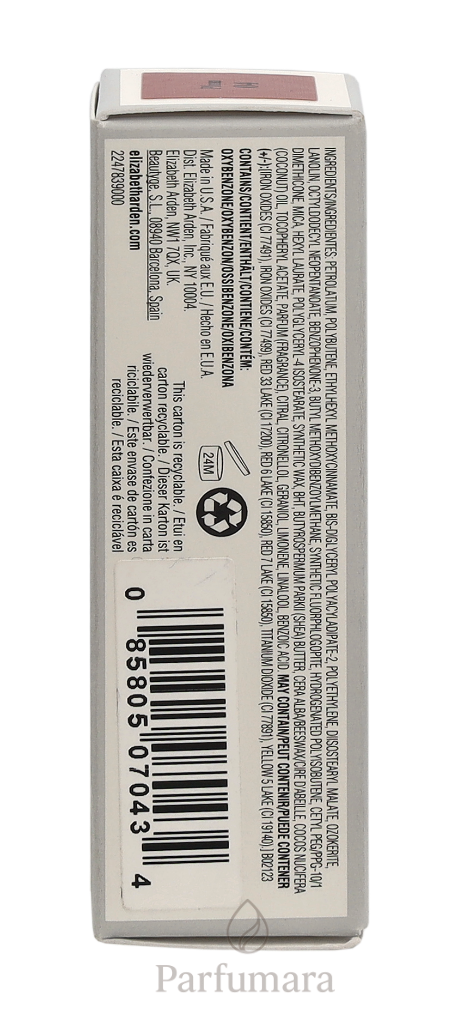 INGREDIENTS/INGRÉDIENTES: PETROLATUM, POLYBUTENE, ETHYLHEXYL METHOXYCINNAMATE, BIS-DIGLYCERYL POLYACYLADIPATE-2, POLYETHYLENE, DIISOSTEARYL MALATE, OZOKERITE,
LANOLIN, OCTYLDODECYL NEOPENTANOATE, BENZOPHENONE-3, BUTYL METHOXYDIBENZOYLMETHANE, SYNTHETIC FLUORPHLOGOPITE, HYDROGENATED POLYISOBUTENE, CETYL PEG/PPG-10/1
DIMETHICONE, MICA, HEXYL LAURATE, POLYGLYCERYL-4 ISOSTEARATE, SYNTHETIC WAX, BHT, BUTYROSPERMUM PARKII (SHEA) BUTTER, CERA ALBA/BEESWAX/CIRE D'ABEILLE, COCOS NUCIFERA
(COCONUT) OIL, TOCOPHERYL ACETATE, PARFUM (FRAGRANCE), CITRAL, CITRONELLOL, GERANIOL, LIMONENE, LINALOOL, BENZOIC ACID. MAY CONTAIN/PEUT CONTENIR/PUEDE CONTENER
(+/-):[IRON OXIDES (CI 77491), IRON OXIDES (CI 77499), RED 33 LAKE (CI 17200), RED 6 LAKE (CI 15850), RED 7 LAKE (CI 15850), TITANIUM DIOXIDE (CI 77891), YELLOW 5 LAKE (CI 19140).] B02123
CONTAINS/CONTENT/ENTHÄLT/CONTIENE/CONTÉM:
OXYBENZONE/OXYBENZON/OSSIBENZONE/OXIBENZONA
Made in U.S.A. / Fabriqué aux E.U. / Hecho en E.U.A.
Dist. Elizabeth Arden, Inc., NY 10004.
Elizabeth Arden, NW1 7QX, UK.
Beautyge, S.L., 08940 Barcelona, Spain
elizabetharden.com
2247839000
24M
This carton is recyclable. / Etui en
carton recyclable. / Dieser Karton ist
wiederverwertbar. / Confezione in carta
riciclabile. / Este envase de cartón es
reciclable. / Esta caixa é reciclável
0 85805 07043 4
Parfumara